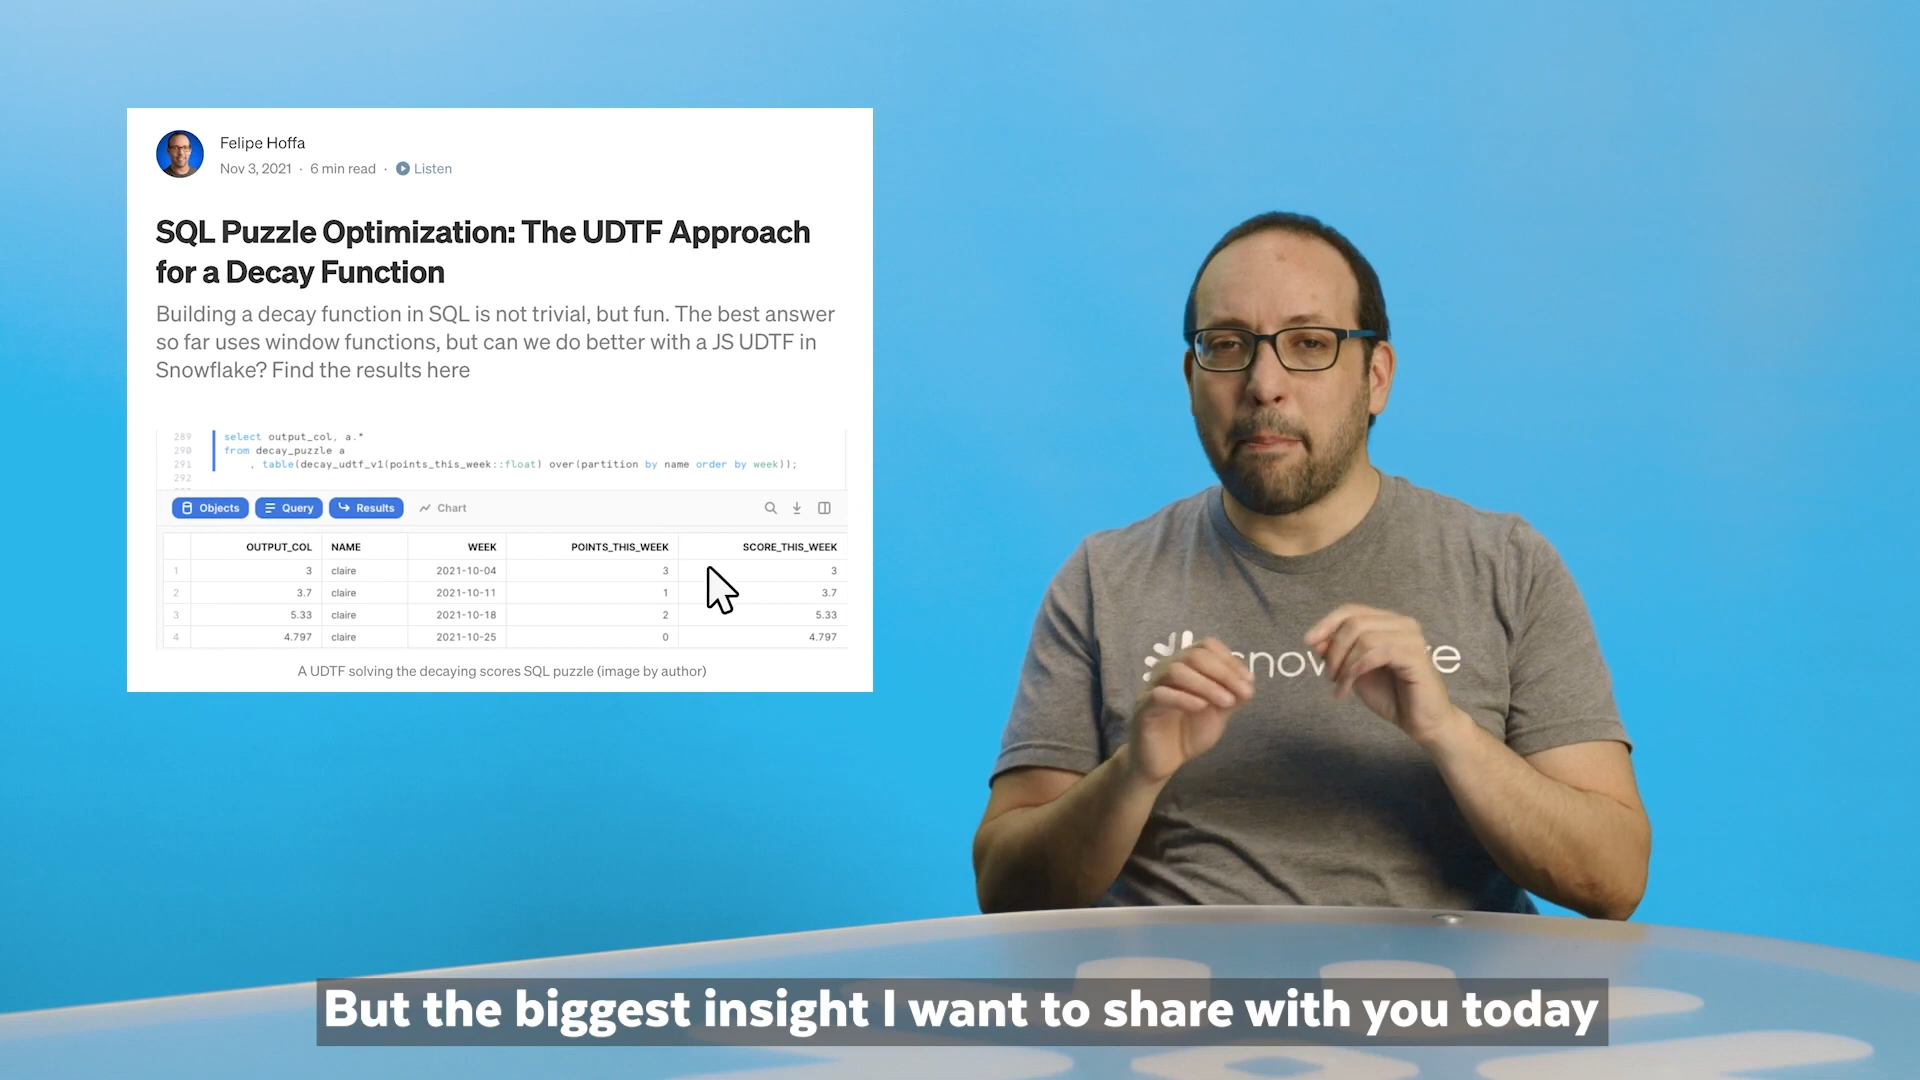 Felipe Hoffa
Nov 3, 2021 · 6 min read · Listen
SQL Puzzle Optimization: The UDTF Approach
for a Decay Function
Building a decay function in SQL is not trivial, but fun. The best answer
so far uses window functions, but can we do better with a JS UDTF in
Snowflake? Find the results here
289 select output_col, a.*
290 from decay_puzzle a
291 , table(decay_udtf_v1(points_this_week::float) over(partition by name order by week));
292
Objects Query Results Chart
OUTPUT_COL NAME WEEK POINTS_THIS_WEEK SCORE_THIS_WEEK
1 3 claire 2021-10-04 3 3
2 3.7 claire 2021-10-11 1 3.7
3 5.33 claire 2021-10-18 2 5.33
4 4.797 claire 2021-10-25 0 4.797
A UDTF solving the decaying scores SQL puzzle (image by author)
But the biggest insight I want to share with you today